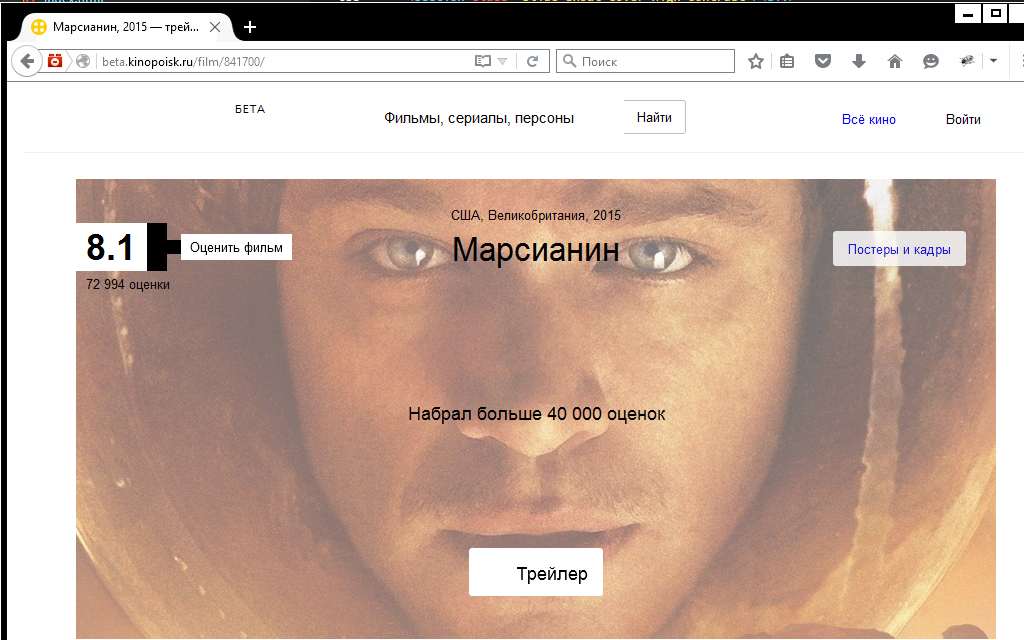 Марсианин, 2015 — трей...
beta.kinopoisk.ru/film/841700/
Поиск
БЕТА
Фильмы, сериалы, персоны
Найти
Всё кино
Войти
США, Великобритания, 2015
8.1
Оценить фильм
Марсианин
Постеры и кадры
72 994 оценки
Набрал больше 40 000 оценок
Трейлер